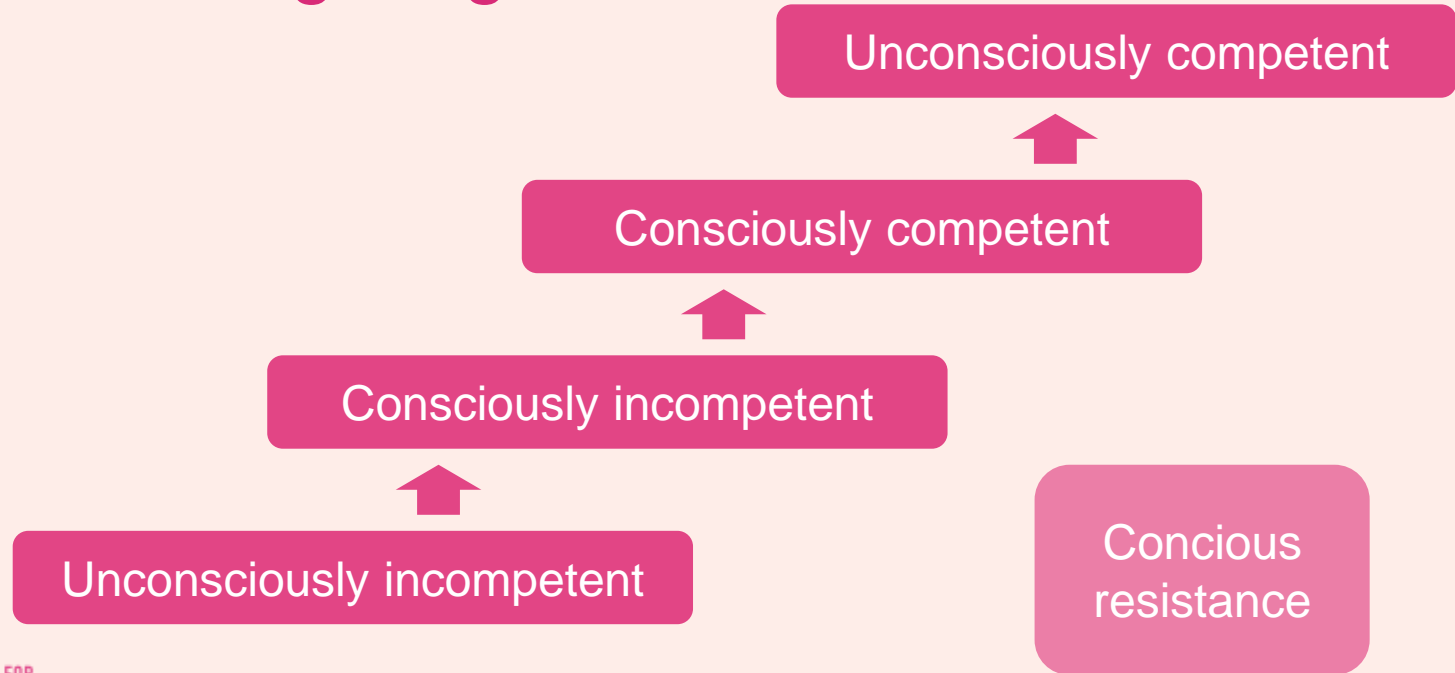 Unconsciously competent
Consciously competent
Consciously incompetent
Unconsciously incompetent
Concious
resistance